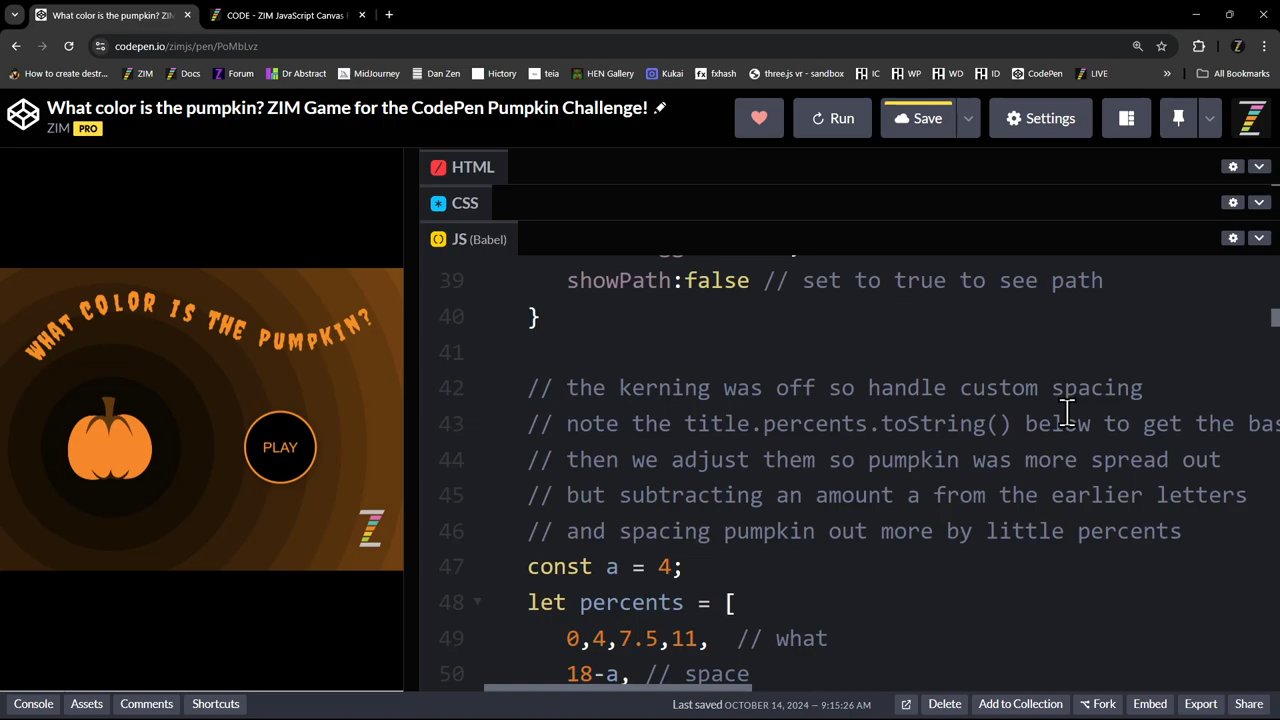 What color is the pumpkin? ZIM
CODE - ZIM JavaScript Canvas
codepen.io/zimjs/pen/PoMbLvz
How to create destr...
ZIM
Docs
Forum
Dr Abstract
MidJourney
Dan Zen
Hictory
teia
HEN Gallery
Kukai
fxhash
three.js vr - sandbox
IC
WP
WD
ID
CodePen
LIVE
All Bookmarks
What color is the pumpkin? ZIM Game for the CodePen Pumpkin Challenge!
ZIM PRO
Run
Save
Settings
HTML
CSS
JS (Babel)
WHAT COLOR IS THE PUMPKIN?
PLAY
39 showPath:false // set to true to see path
40 }
41
42 // the kerning was off so handle custom spacing
43 // note the title.percents.toString() below to get the bas
44 // then we adjust them so pumpkin was more spread out
45 // but subtracting an amount a from the earlier letters
46 // and spacing pumpkin out more by little percents
47 const a = 4;
48 let percents = [
49 0,4,7.5,11, // what
50 18-a, // space
Console
Assets
Comments
Shortcuts
Last saved OCTOBER 14, 2024 — 9:15:26 AM
Delete
Add to Collection
Fork
Embed
Export
Share